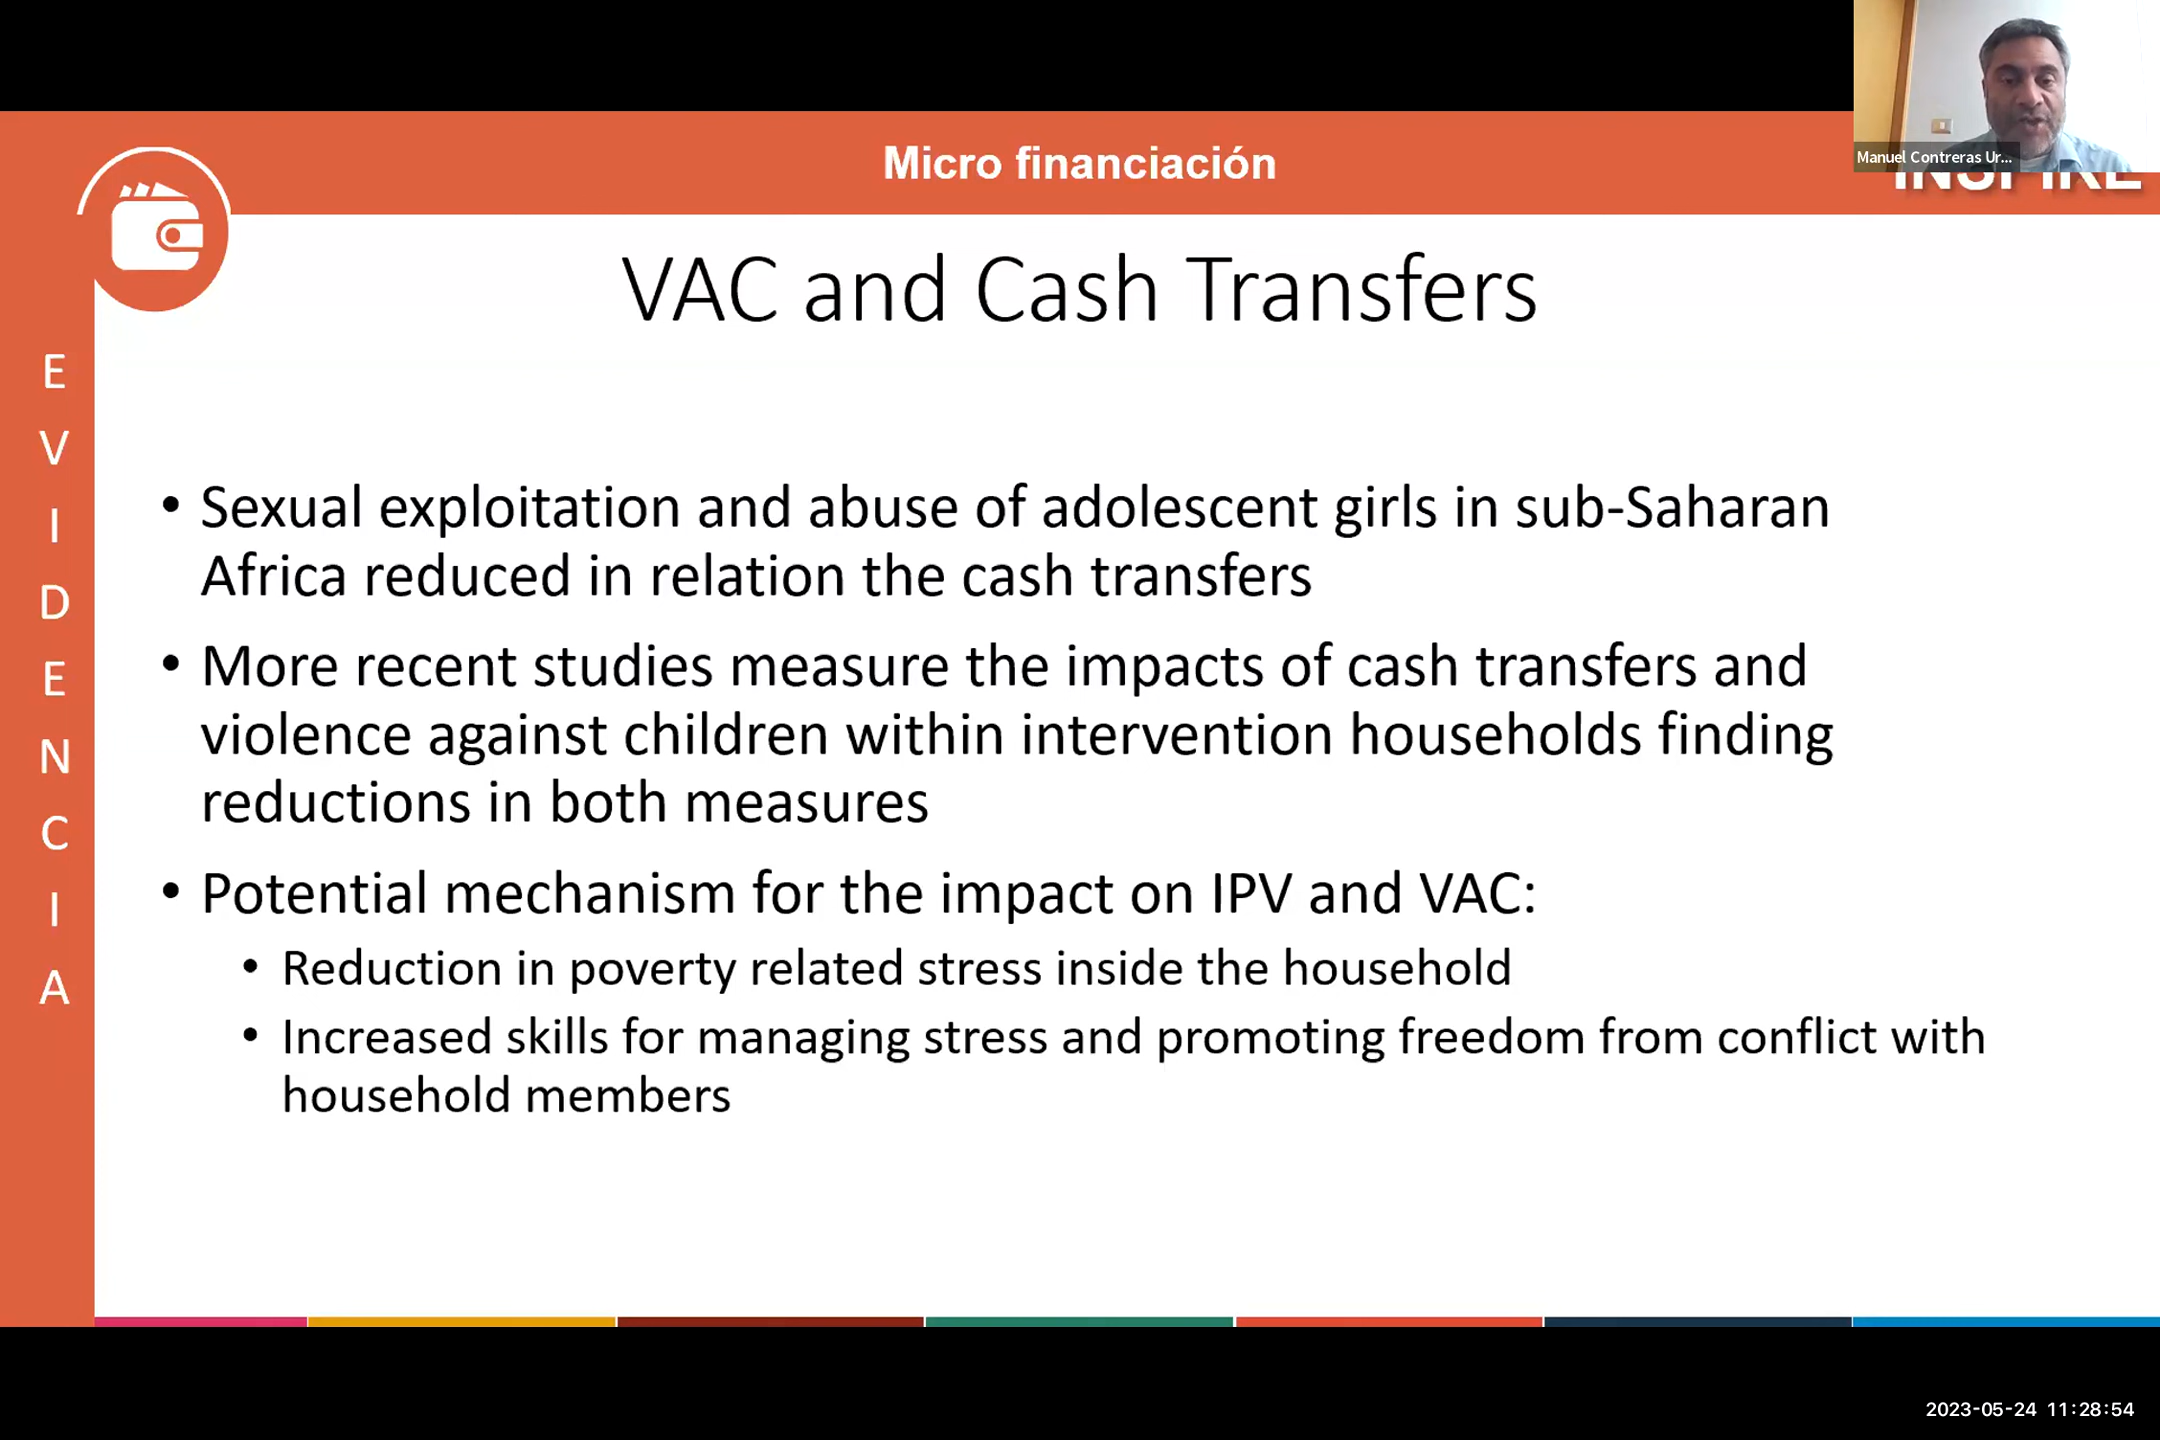 Micro financiación
Manuel Contreras Ur...
INSPIRE
VAC and Cash Transfers
E
V
I
D
E
N
C
I
A
• Sexual exploitation and abuse of adolescent girls in sub-Saharan
Africa reduced in relation the cash transfers
• More recent studies measure the impacts of cash transfers and
violence against children within intervention households finding
reductions in both measures
• Potential mechanism for the impact on IPV and VAC:
• Reduction in poverty related stress inside the household
• Increased skills for managing stress and promoting freedom from conflict with
household members
2023-05-24 11:28:54